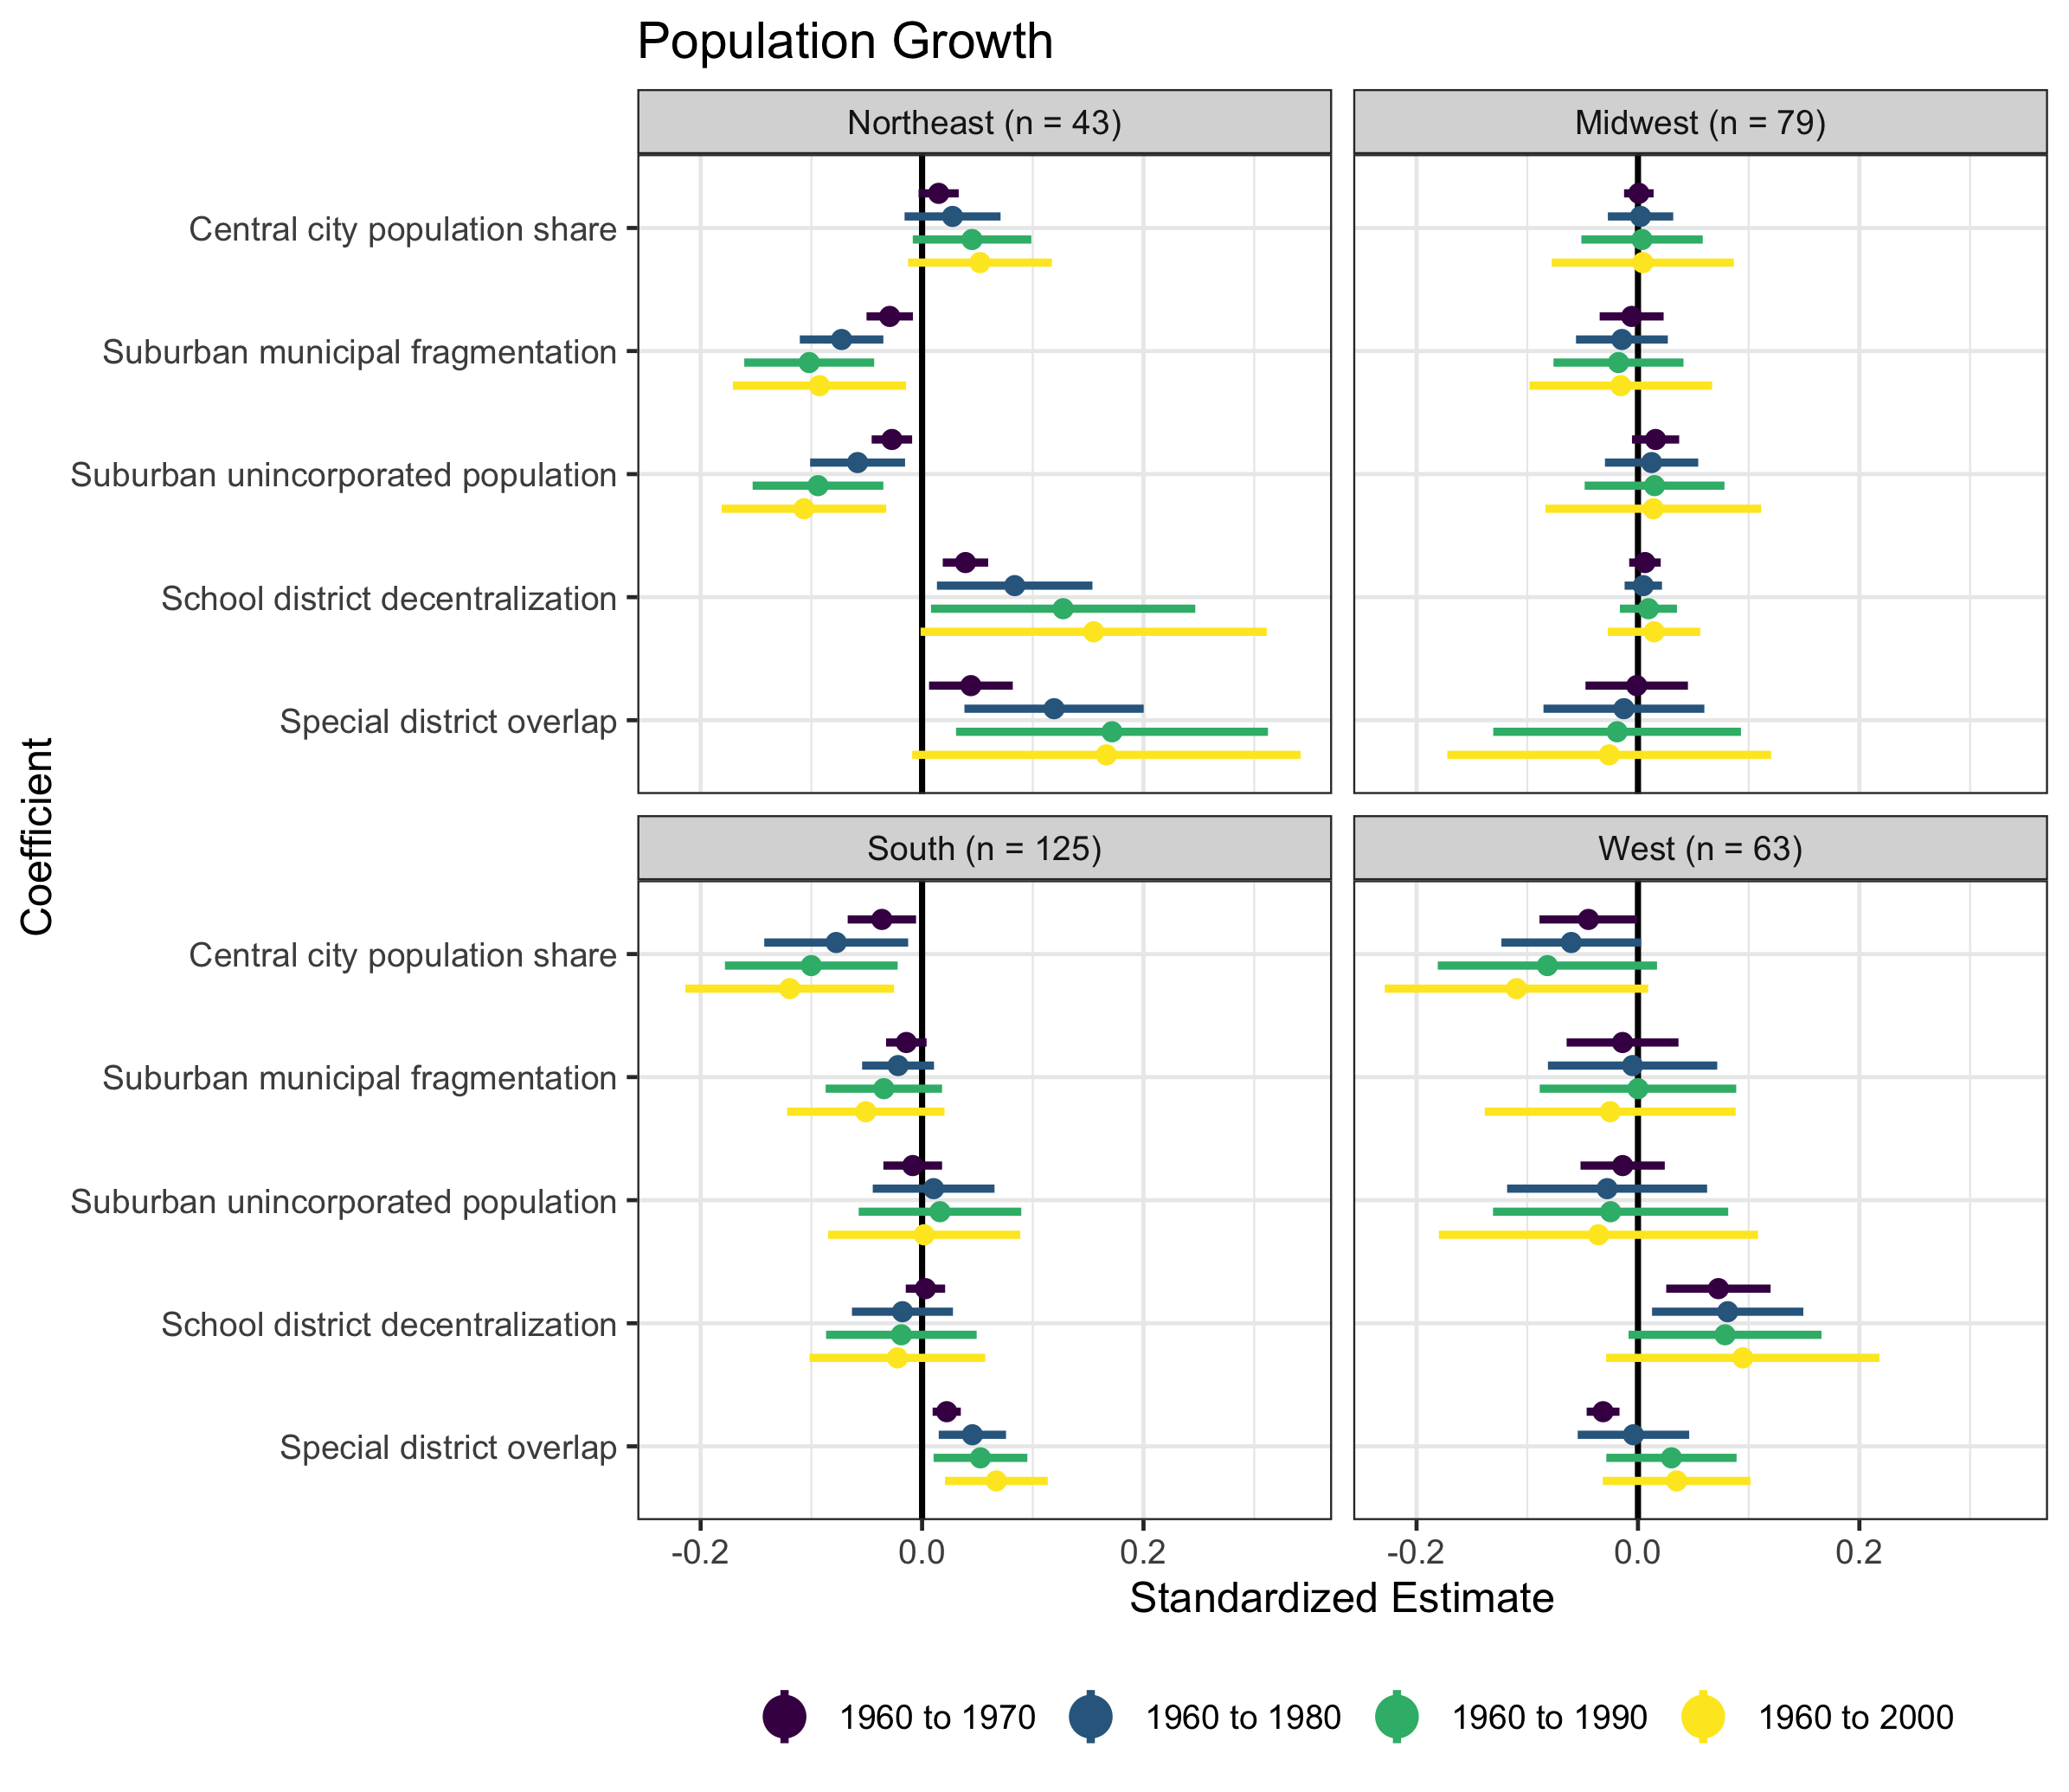 Population Growth
Northeast (n = 43)
Midwest (n = 79)
Central city population share
Suburban municipal fragmentation
Suburban unincorporated population
School district decentralization
Special district overlap
Coefficient
South (n = 125)
West (n = 63)
Central city population share
Suburban municipal fragmentation
Suburban unincorporated population
School district decentralization
Special district overlap
-0.2 0.0 0.2
-0.2 0.0 0.2
Standardized Estimate
1960 to 1970 1960 to 1980 1960 to 1990 1960 to 2000